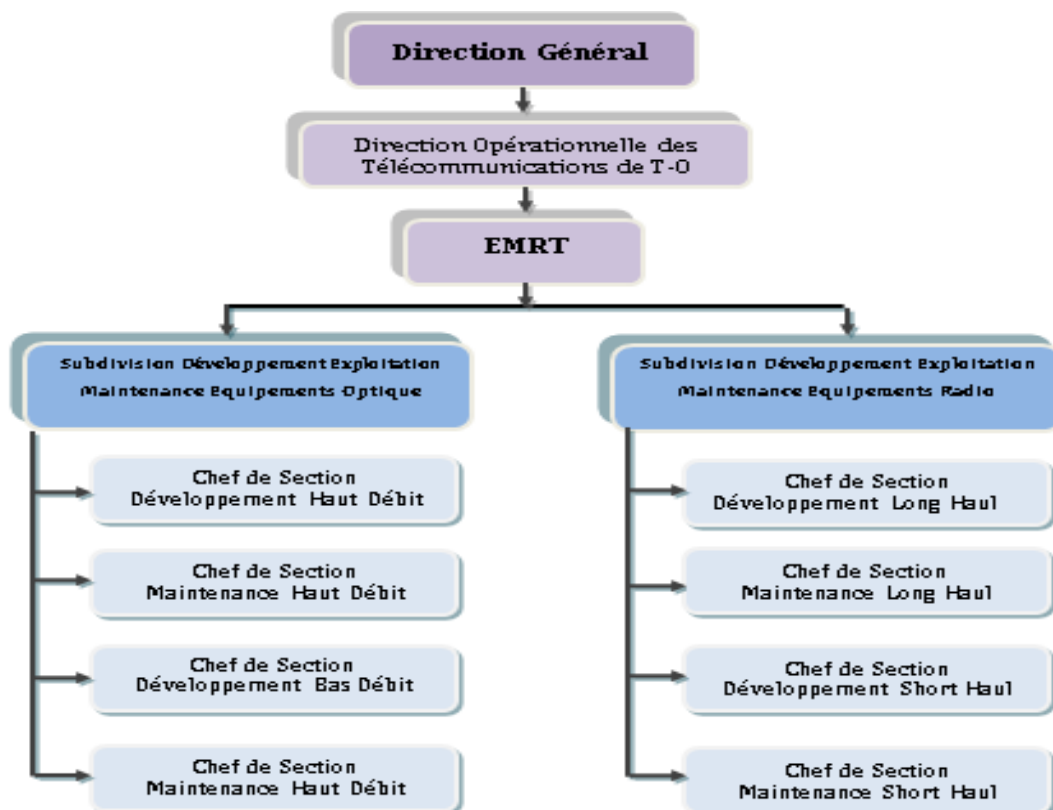 Direction Général
Direction Opérationnelle des
Télécommunications de T-O
EMRT
Subdivision Développement Exploitation
Maintenance Equipements Optique
Chef de Section
Développement Haut Débit
Chef de Section
Maintenance Haut Débit
Chef de Section
Développement Bas Débit
Chef de Section
Maintenance Haut Débit
Subdivision Développement Exploitation
Maintenance Equipements Radio
Chef de Section
Développement Long Haul
Chef de Section
Maintenance Long Haul
Chef de Section
Développement Short Haul
Chef de Section
Maintenance Short Haul